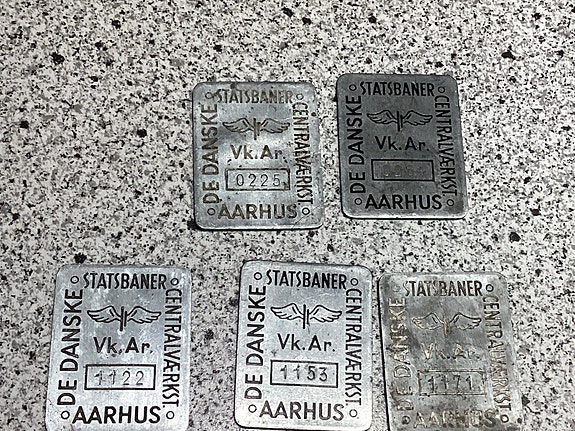 STATSBANER
DE DANSKE
CENTRALVÆRKST
Vk. Ar.
0225
AARHUS
STATSBANER
DE DANSKE
CENTRALVÆRKST
Vk. Ar.
AARHUS
STATSBANER
DE DANSKE
CENTRALVÆRKST
Vk. Ar.
1122
AARHUS
STATSBANER
DE DANSKE
CENTRALVÆRKST
Vk. Ar.
1153
AARHUS
STATSBANER
DE DANSKE
CENTRALVÆRKST
Vk. Ar.
1171
AARHUS